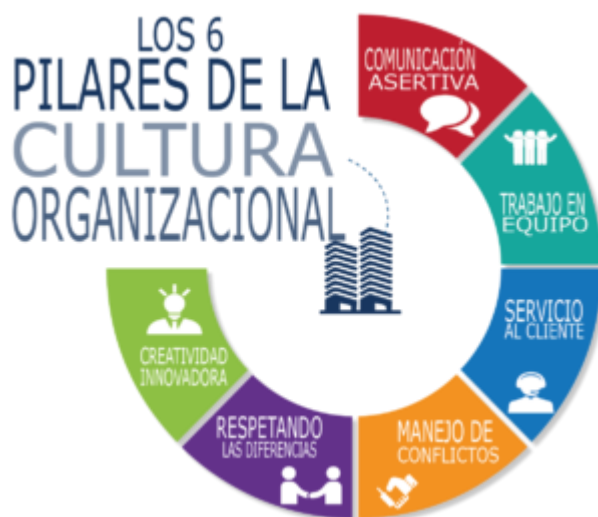 LOS 6
PILARES DE LA
CULTURA
ORGANIZACIONAL
COMUNICACIÓN
ASERTIVA
TRABAJO EN
EQUIPO
SERVICIO
AL CLIENTE
MANEJO DE
CONFLICTOS
RESPETANDO
LAS DIFERENCIAS
CREATIVIDAD
INNOVADORA